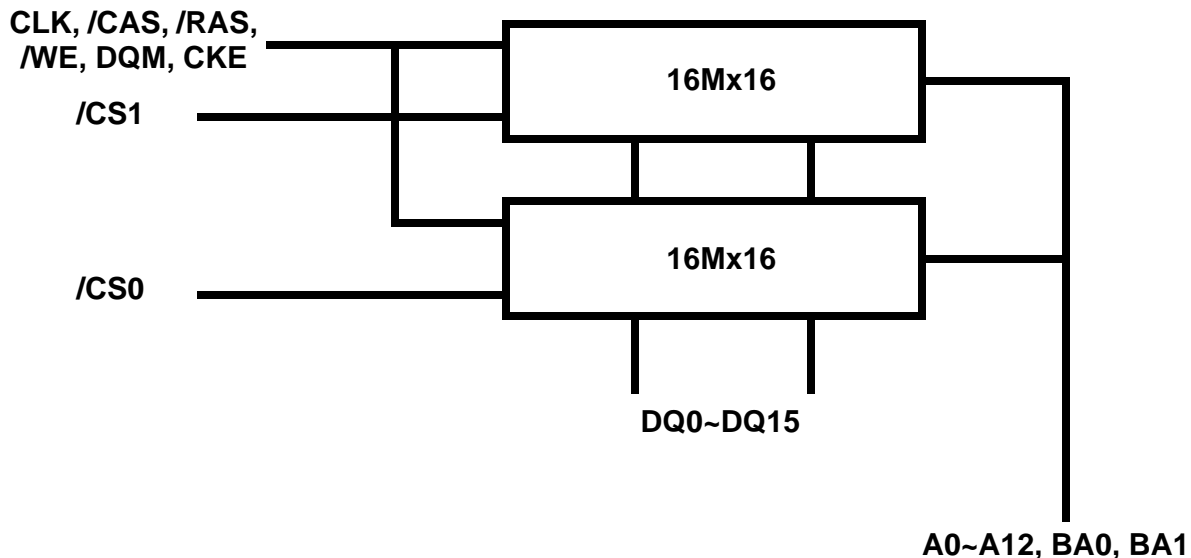 CLK, /CAS, /RAS,
/WE, DQM, CKE
16Mx16
/CS1
16Mx16
/CS0
DQ0~DQ15
A0~A12, BA0, BA1